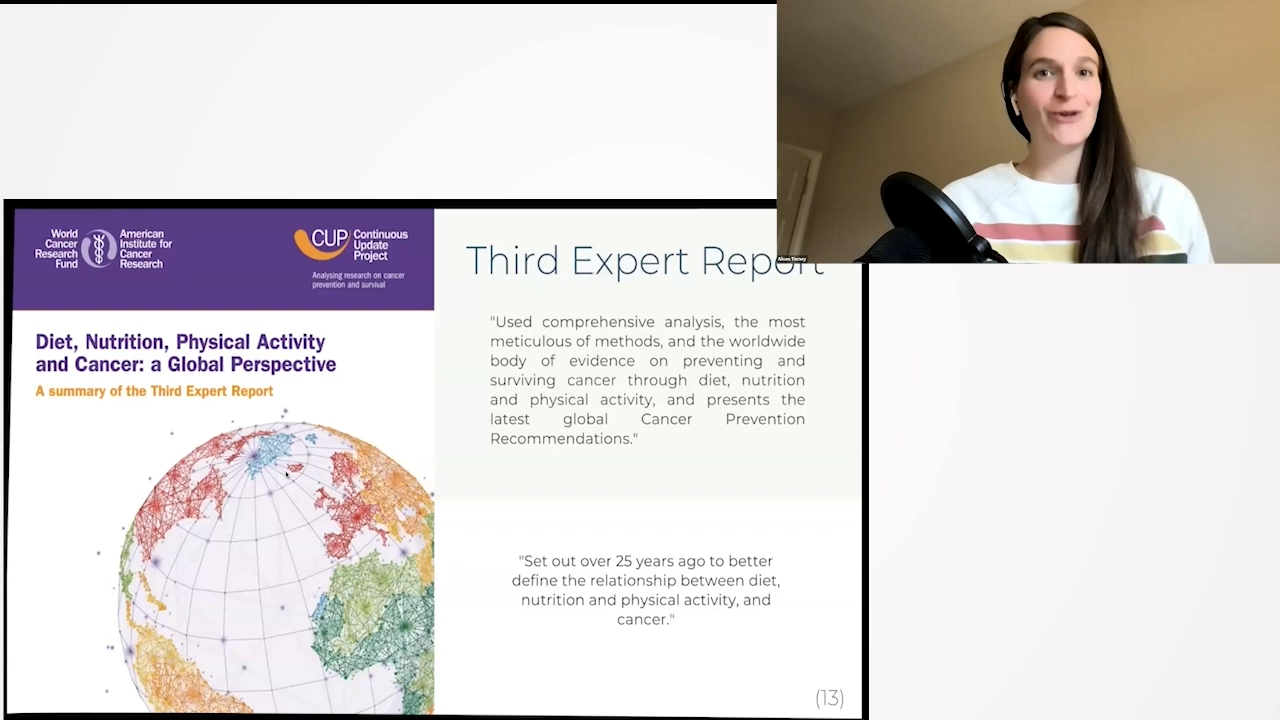 World
Cancer
Research
Fund
American
Institute for
Cancer
Research
CUP
Continuous
Update
Project
Analysing research on cancer
prevention and survival
Diet, Nutrition, Physical Activity
and Cancer: a Global Perspective
A summary of the Third Expert Report
Alison Tierney
Third Expert Report
"Used comprehensive analysis, the most
meticulous of methods, and the worldwide
body of evidence on preventing and
surviving cancer through diet, nutrition
and physical activity, and presents the
latest global Cancer Prevention
Recommendations."
"Set out over 25 years ago to better
define the relationship between diet,
nutrition and physical activity, and
cancer."
(13)